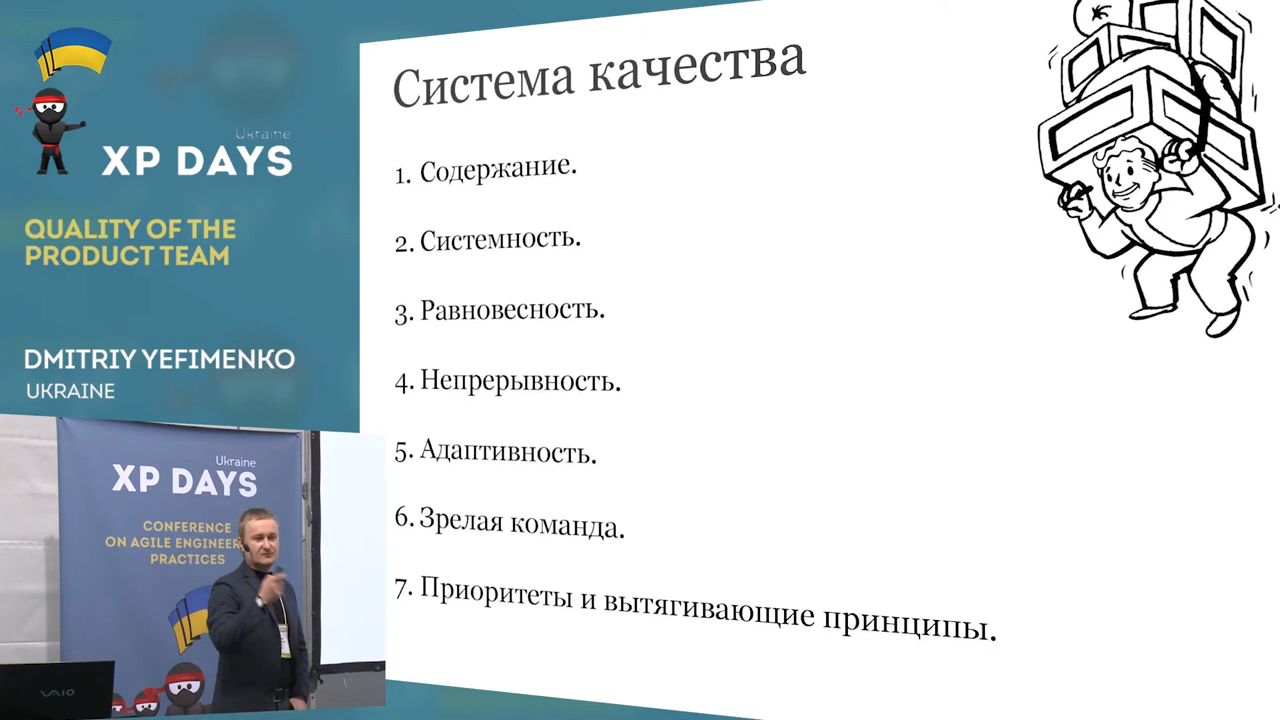 Ukraine
XP DAYS
QUALITY OF THE
PRODUCT TEAM
DMITRIY YEFIMENKO
UKRAINE
Система качества
1. Содержание.
2. Системность.
3. Равновесность.
4. Непрерывность.
5. Адаптивность.
6. Зрелая команда.
7. Приоритеты и вытягивающие принципы.
Ukraine
XP DAYS
CONFERENCE
ON AGILE
PRACTICES
VAIO